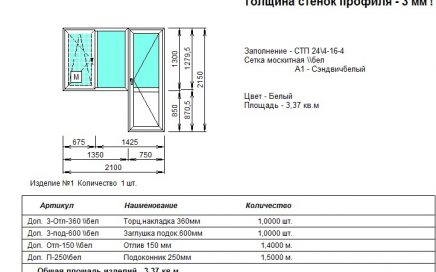 толщина стенок профиля - 3 мм !
Заполнение - СТП 24\4-16-4
Сетка москитная \\бел
А1 - Сэндвич\белый
Цвет - Белый
Площадь - 3,37 кв.м
М
1300
1279,5
2150
850
870,5
675
1425
1350
750
2100
Изделие №1 Количество 1 шт.
Артикул Наименование Количество
Доп. 3-Отл-360 \\бел Торц.накладка 360мм 1,0000 шт.
Доп. 3-под-600 \\бел Заглушка подок.600мм 1,0000 шт.
Доп. Отл-150 \\бел Отлив 150 мм 1,4000 м.
Доп. П-250\бел Подоконник 250мм 1,5000 м.
Общая площадь изделий - 3,37 кв.м